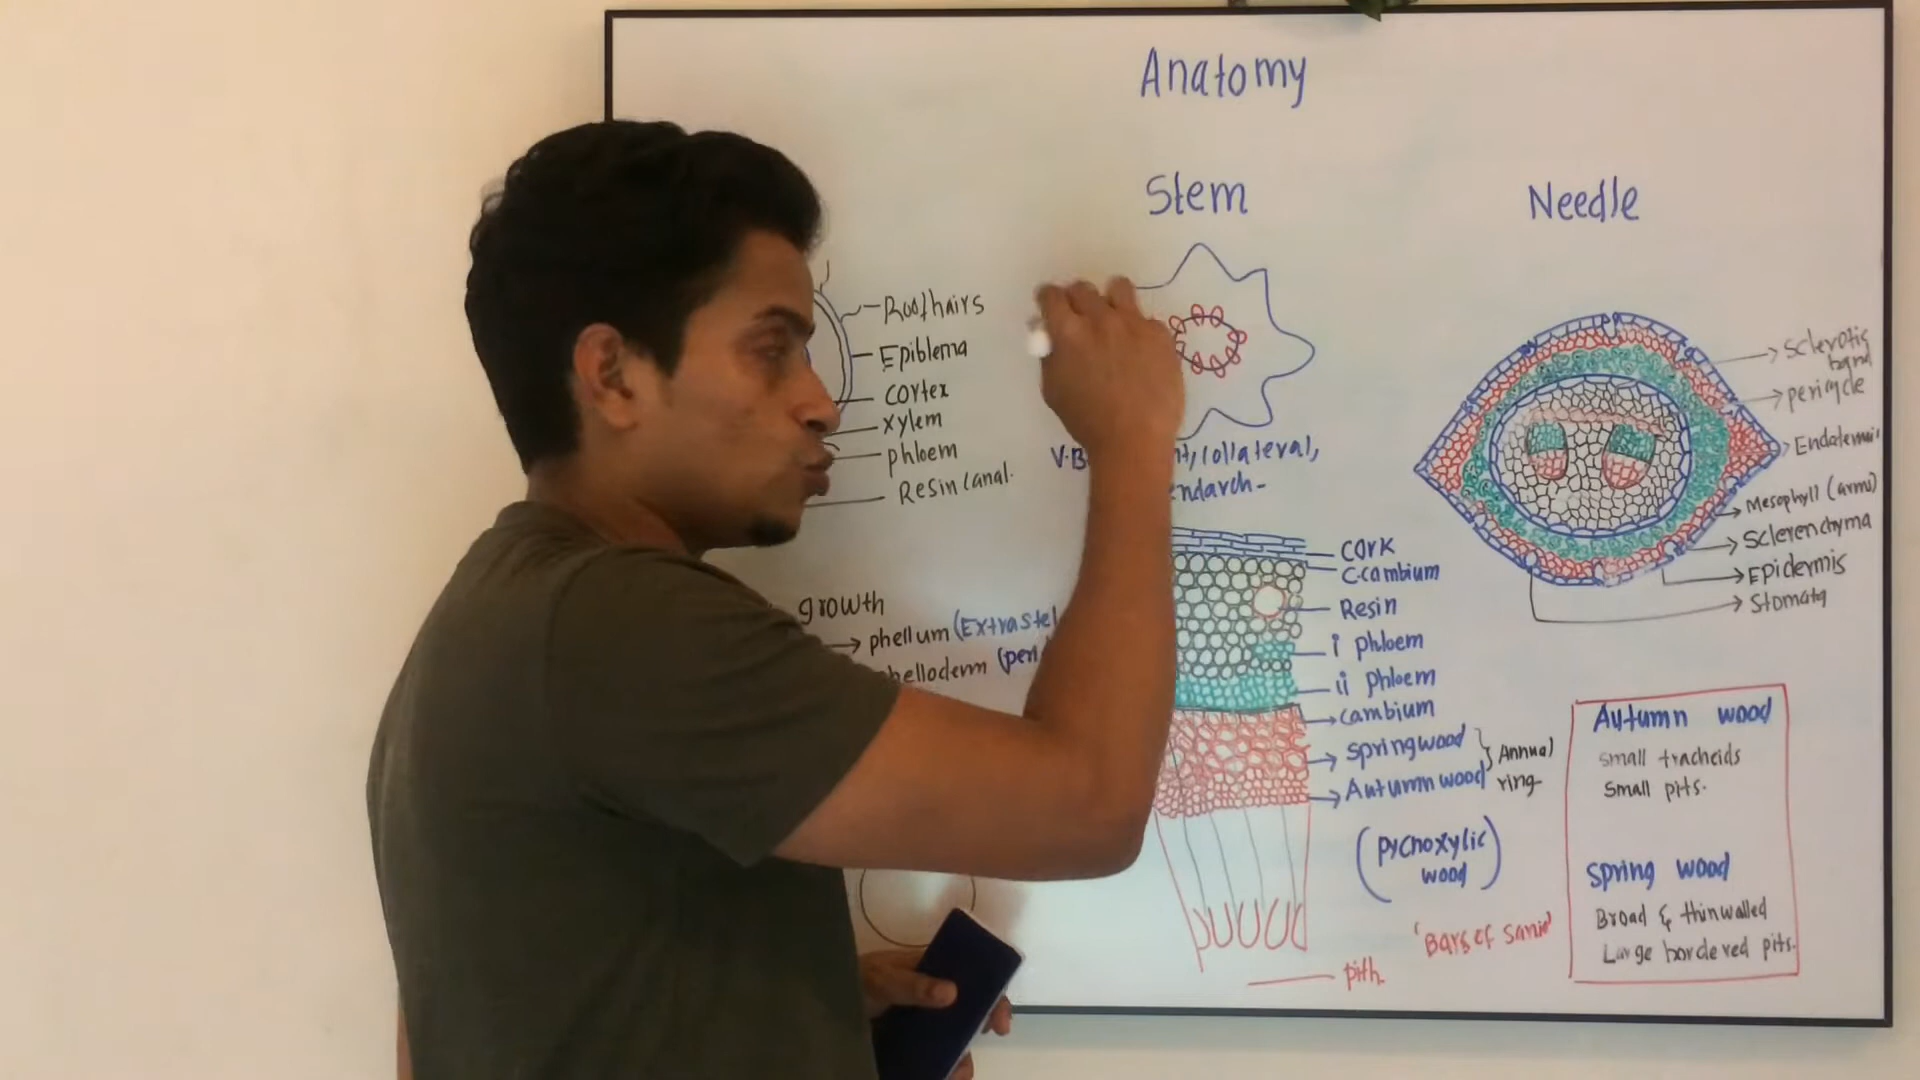 Anatomy
Stem
Needle
Roothairs
Epiblema
cortex
xylem
phloem
Resin canal.
V.B
collateral,
endarch-
growth
phellum (Extrastel
phelloderm (peri
cork
C.cambium
Resin
i phloem
ii phloem
cambium
springwood
Autumn wood
Annual
ring
(Pycnoxylic
wood)
'Bars of sanio'
pith
Sclerotic
band
pericycle
Mesophyll (arms)
Sclerenchyma
Epidermis
Stomata
Autumn wood
small tracheids
Small pits.
Spring wood
Broad & thinwalled
Large bordered pits.